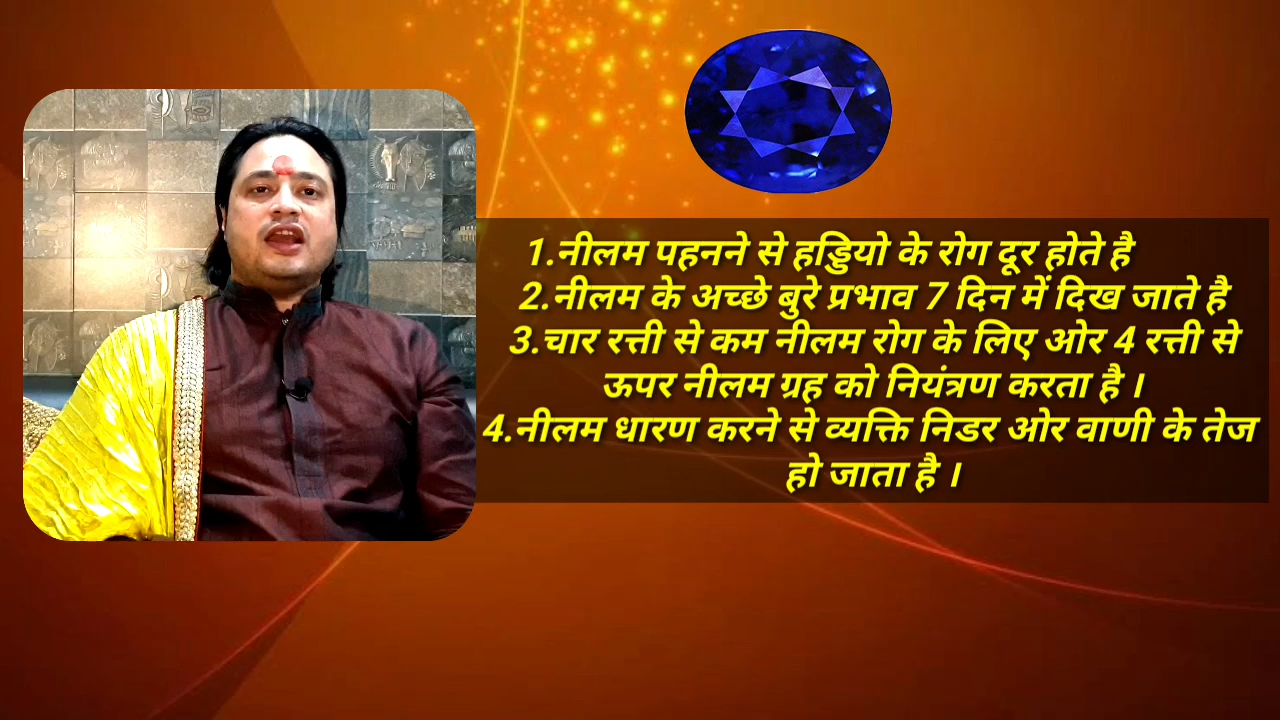 1.नीलम पहनने से हड्डियो के रोग दूर होते है
2.नीलम के अच्छे बुरे प्रभाव 7 दिन में दिख जाते है
3.चार रत्ती से कम नीलम रोग के लिए ओर 4 रत्ती से
ऊपर नीलम ग्रह को नियंत्रण करता है ।
4.नीलम धारण करने से व्यक्ति निडर ओर वाणी के तेज
हो जाता है ।